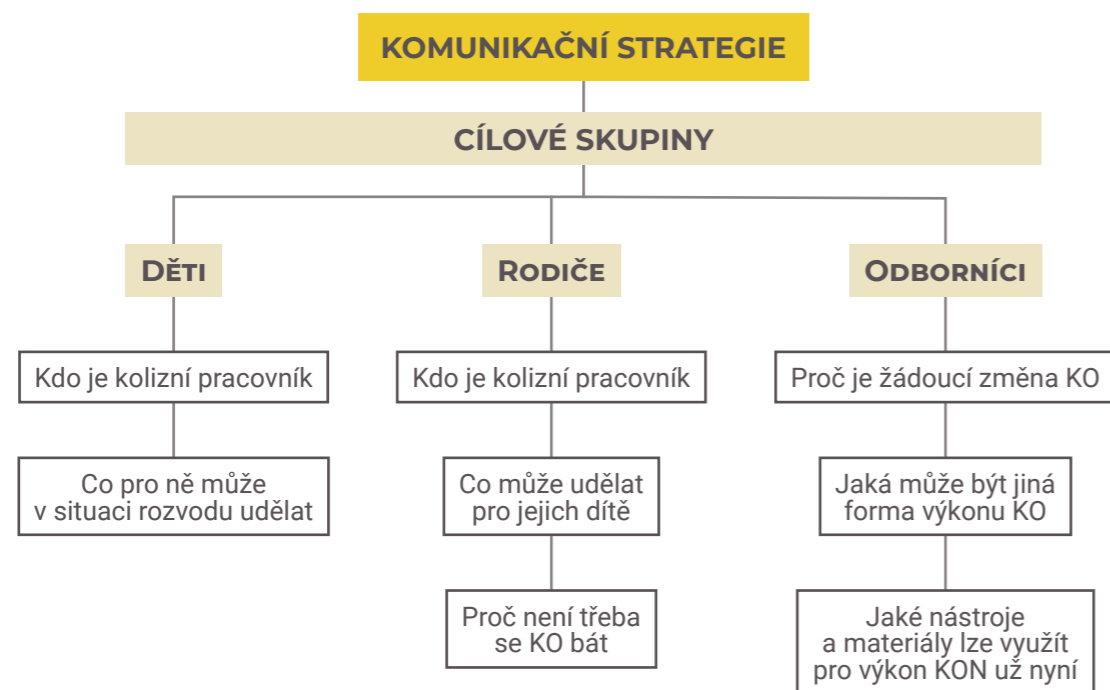 KOMUNIKAČNÍ STRATEGIE
CÍLOVÉ SKUPINY
DĚTI
Kdo je kolizní pracovník
Co pro ně může
v situaci rozvodu udělat
RODIČE
Kdo je kolizní pracovník
Co může udělat
pro jejich dítě
Proč není třeba
se KO bát
ODBORNÍCI
Proč je žádoucí změna KO
Jaká může být jiná
forma výkonu KO
Jaké nástroje
a materiály lze využít
pro výkon KON už nyní